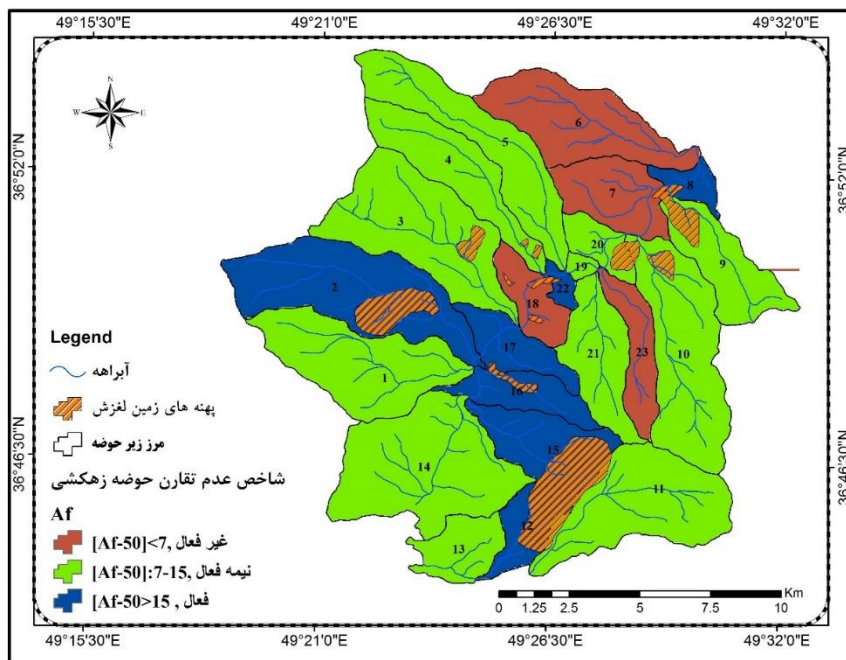 49°15'30"E 49°21'0"E 49°26'30"E 49°32'0"E
36°52'0"N
36°52'0"N
36°46'30"N
36°46'30"N
N
W E
S
6
5
4
7
8
3
20
9
19
2
22
18
17
10
21
23
1
16
15
14
11
12
13
Legend
آبراهه
پهنه های زمین لغزش
مرز زیر حوضه
شاخص عدم تقارن حوضه زهکشی
Af
[Af-50]<7, غیر فعال
[Af-50]:7-15, نیمه فعال
[Af-50>15 , فعال
Km
0 1.25 2.5 5 7.5 10
49°15'30"E 49°21'0"E 49°26'30"E 49°32'0"E